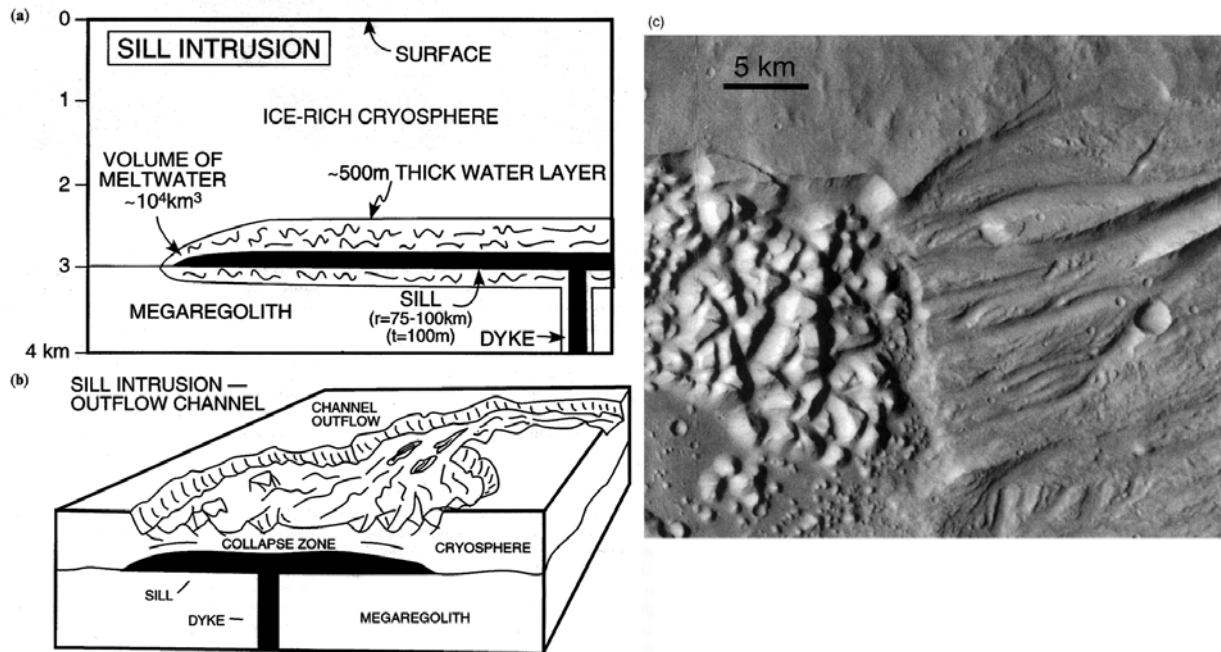 (a)
0
SILL INTRUSION
SURFACE
1
ICE-RICH CRYOSPHERE
VOLUME OF
MELTWATER
~10⁴km³
2
~500m THICK WATER LAYER
3
MEGAREGOLITH
SILL
(r=75-100km)
(t=100m)
DYKE
4 km
(b)
SILL INTRUSION —
OUTFLOW CHANNEL
CHANNEL
OUTFLOW
COLLAPSE ZONE
CRYOSPHERE
SILL
DYKE
MEGAREGOLITH
(c)
5 km